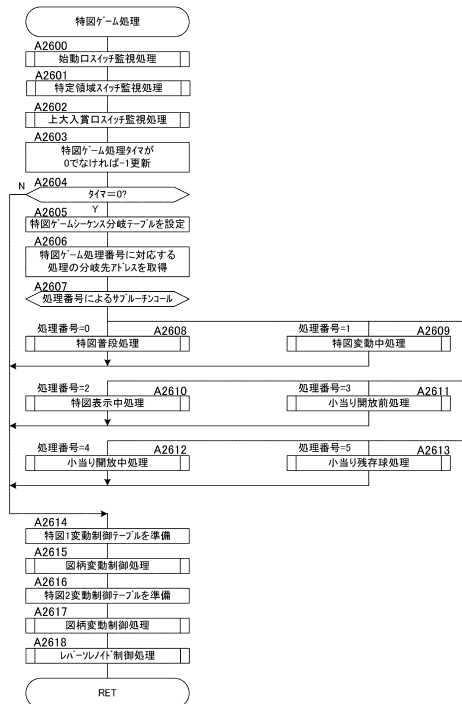 特図ゲーム処理
A2600
始動口スイッチ監視処理
A2601
特定領域スイッチ監視処理
A2602
上大入賞口スイッチ監視処理
A2603
特図ゲーム処理タイマが
0でなければ-1更新
A2604
N
タイマ=0?
Y
A2605
特図ゲームシーケンス分岐テーブルを設定
A2606
特図ゲーム処理番号に対応する
処理の分岐先アドレスを取得
A2607
処理番号によるサブルーチンコール
処理番号=0 A2608
特図普段処理
処理番号=1 A2609
特図変動中処理
処理番号=2 A2610
特図表示中処理
処理番号=3 A2611
小当り開放前処理
処理番号=4 A2612
小当り開放中処理
処理番号=5 A2613
小当り残存球処理
A2614
特図1変動制御テーブルを準備
A2615
図柄変動制御処理
A2616
特図2変動制御テーブルを準備
A2617
図柄変動制御処理
A2618
レバーソレノイド制御処理
RET